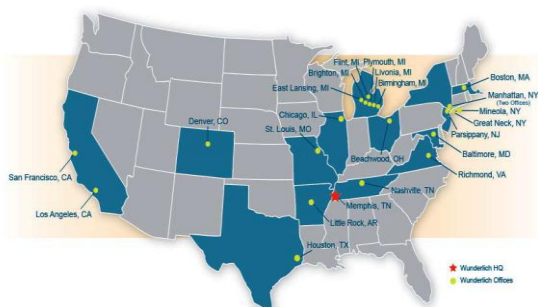 Flint, MI
Plymouth, MI
Brighton, MI
Livonia, MI
Birmingham, MI
East Lansing, MI
Boston, MA
Manhattan, NY
(Two Offices)
Mineola, NY
Great Neck, NY
Parsippany, NJ
Chicago, IL
Denver, CO
St. Louis, MO
Beachwood, OH
Baltimore, MD
Richmond, VA
San Francisco, CA
Nashville, TN
Los Angeles, CA
Memphis, TN
Little Rock, AR
Houston, TX
Wunderlich HQ
Wunderlich Offices